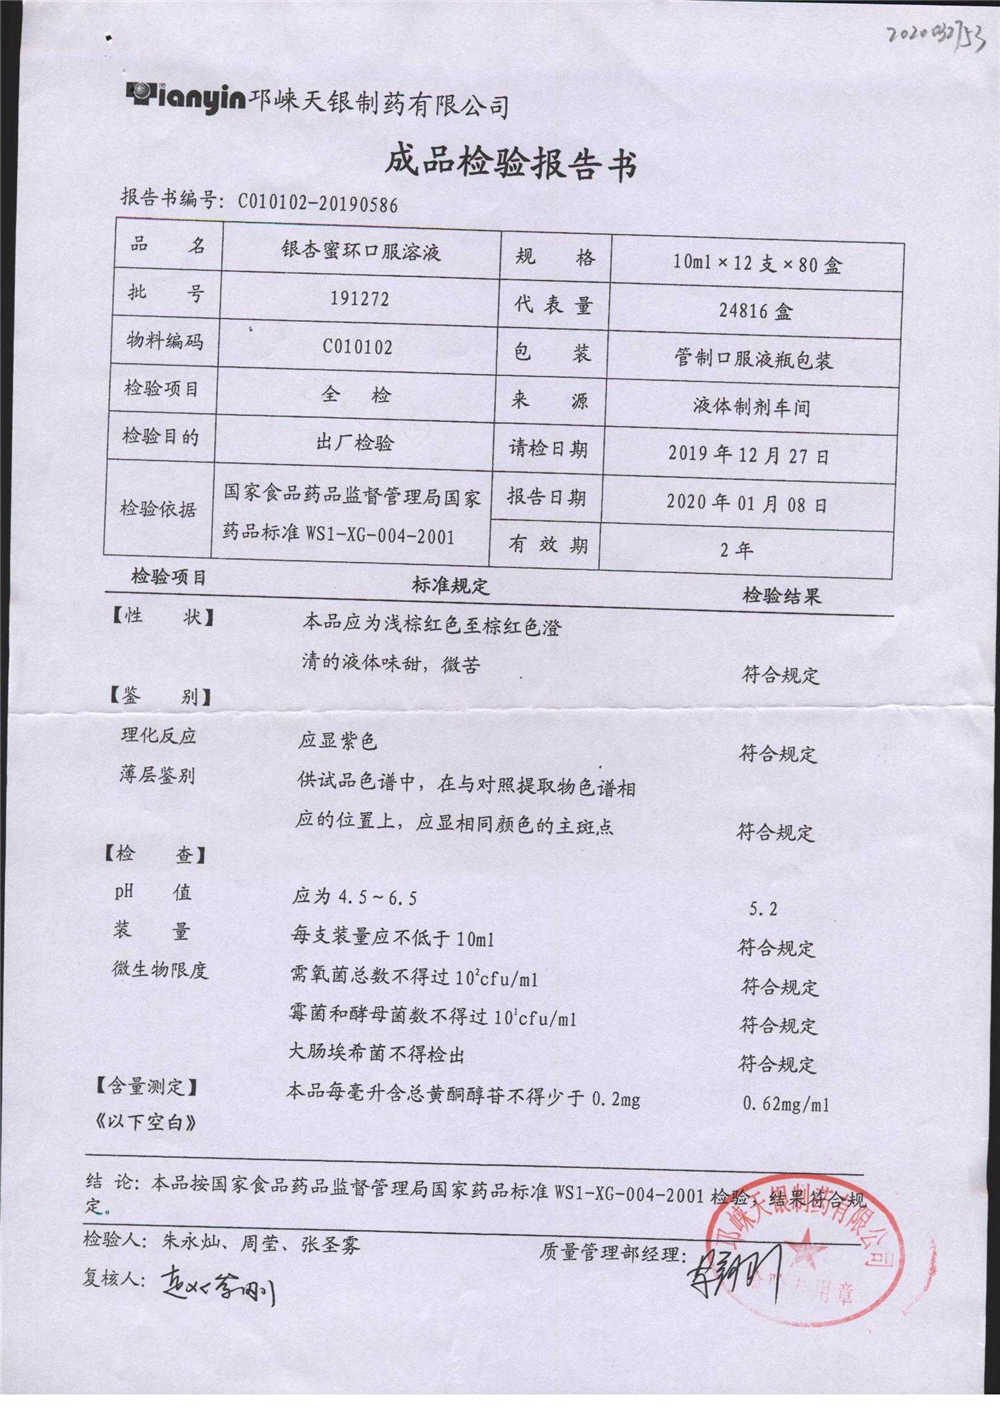 Tianyin 邛崃天银制药有限公司
成品检验报告书
报告书编号：C010102-20190586
品 名 银杏蜜环口服溶液 规 格 10ml×12支×80盒
批 号 191272 代 表 量 24816盒
物料编码 C010102 包 装 管制口服液瓶包装
检验项目 全 检 来 源 液体制剂车间
检验目的 出厂检验 请检日期 2019年12月27日
检验依据 国家食品药品监督管理局国家 报告日期 2020年01月08日
药品标准WS1-XG-004-2001 有 效 期 2年
检验项目 标准规定 检验结果
【性 状】 本品应为浅棕红色至棕红色澄
清的液体味甜，微苦 符合规定
【鉴 别】
理化反应 应显紫色 符合规定
薄层鉴别 供试品色谱中，在与对照提取物色谱相
应的位置上，应显相同颜色的主斑点 符合规定
【检 查】
pH 值 应为4.5～6.5 5.2
装 量 每支装量应不低于10ml 符合规定
微生物限度 需氧菌总数不得过10²cfu/ml 符合规定
霉菌和酵母菌数不得过10¹cfu/ml 符合规定
大肠埃希菌不得检出 符合规定
【含量测定】 本品每毫升含总黄酮醇苷不得少于0.2mg 0.62mg/ml
《以下空白》
结 论：本品按国家食品药品监督管理局国家药品标准WS1-XG-004-2001检验，结果符合规
定。
检验人：朱永灿、周莹、张圣雾 质量管理部经理：
复核人：
邛崃天银制药有限公司